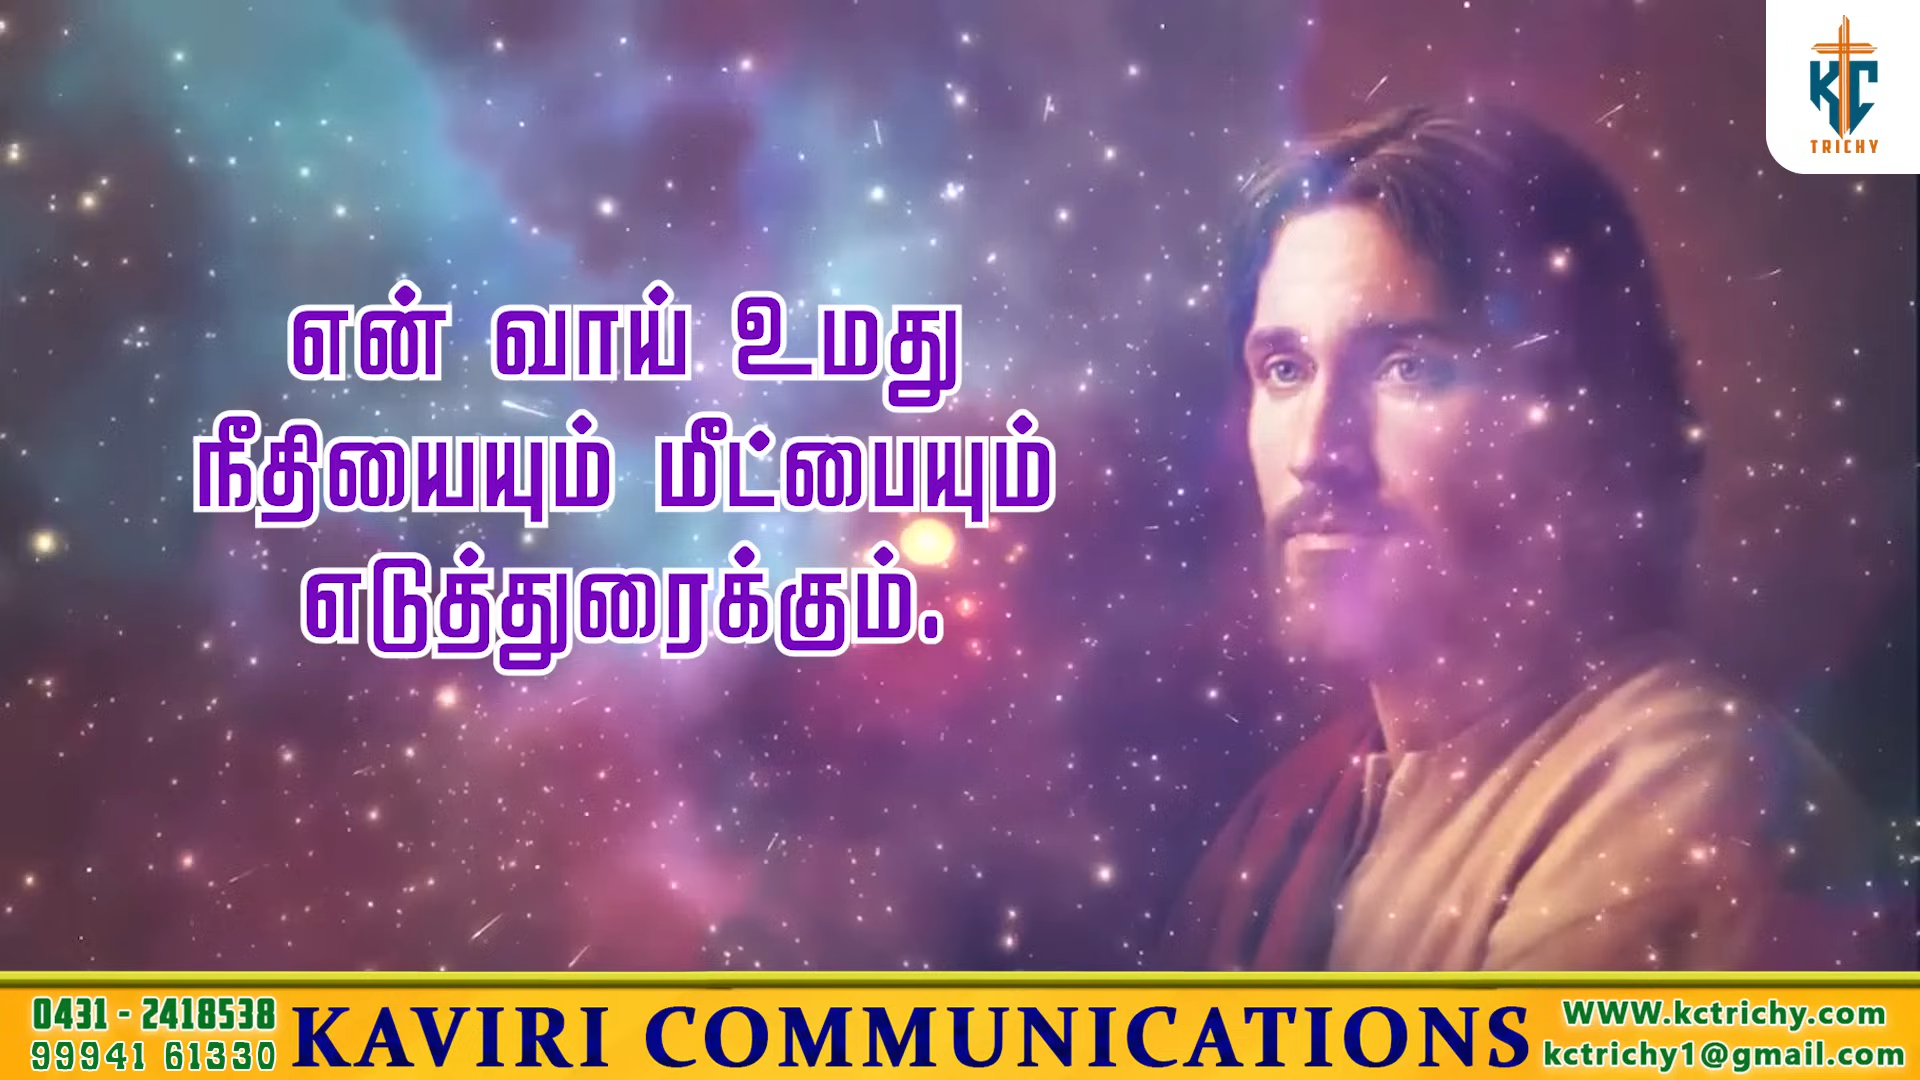 KC
TRICHY
என் வாய் உமது
நீதியையும் மீட்பையும்
எடுத்துரைக்கும்.
0431 - 2418538
99941 61330
KAVIRI COMMUNICATIONS
www.kctrichy.com
kctrichy1@gmail.com